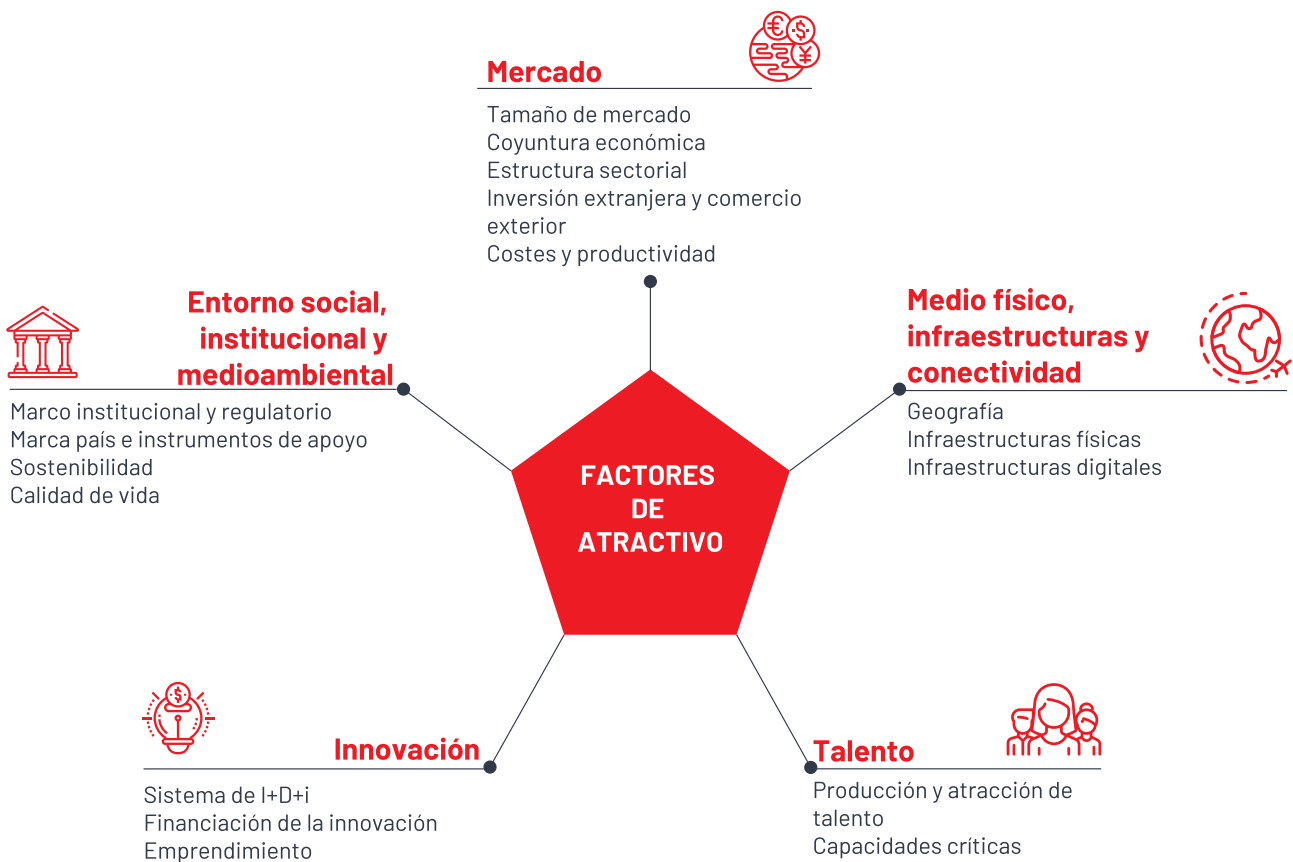 Mercado
Tamaño de mercado
Coyuntura económica
Estructura sectorial
Inversión extranjera y comercio
exterior
Costes y productividad
Entorno social,
institucional y
medioambiental
Marco institucional y regulatorio
Marca país e instrumentos de apoyo
Sostenibilidad
Calidad de vida
Medio físico,
infraestructuras y
conectividad
Geografía
Infraestructuras físicas
Infraestructuras digitales
FACTORES
DE
ATRACTIVO
Innovación
Sistema de I+D+i
Financiación de la innovación
Emprendimiento
Talento
Producción y atracción de
talento
Capacidades críticas